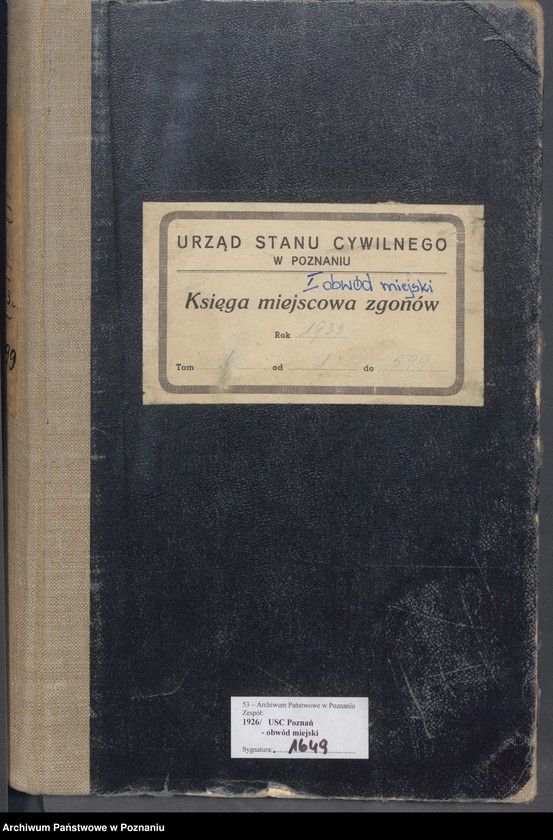 URZĄD STANU CYWILNEGO
W POZNANIU
I obwód miejski
Księga miejscowa zgonów
Rok 1933
Tom 1 od 1 do 599
99
53 – Archiwum Państwowe w Poznaniu
Zespół:
1926/ USC Poznań
- obwód miejski
Sygnatura: 1649
Archiwum Państwowe w Poznaniu